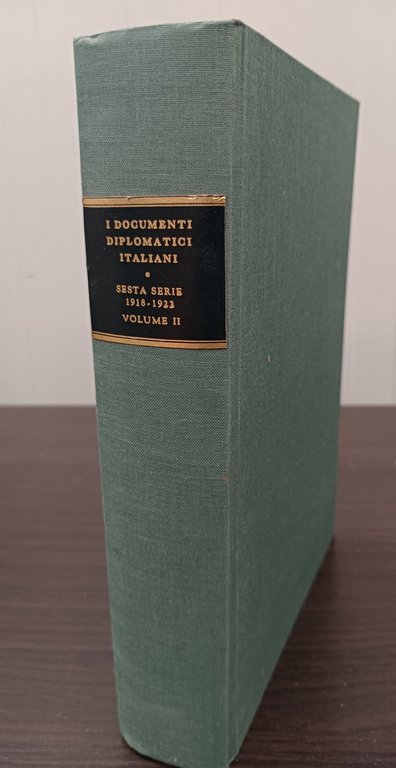 I DOCUMENTI
DIPLOMATICI
ITALIANI
SESTA SERIE
1918-1922
VOLUME II